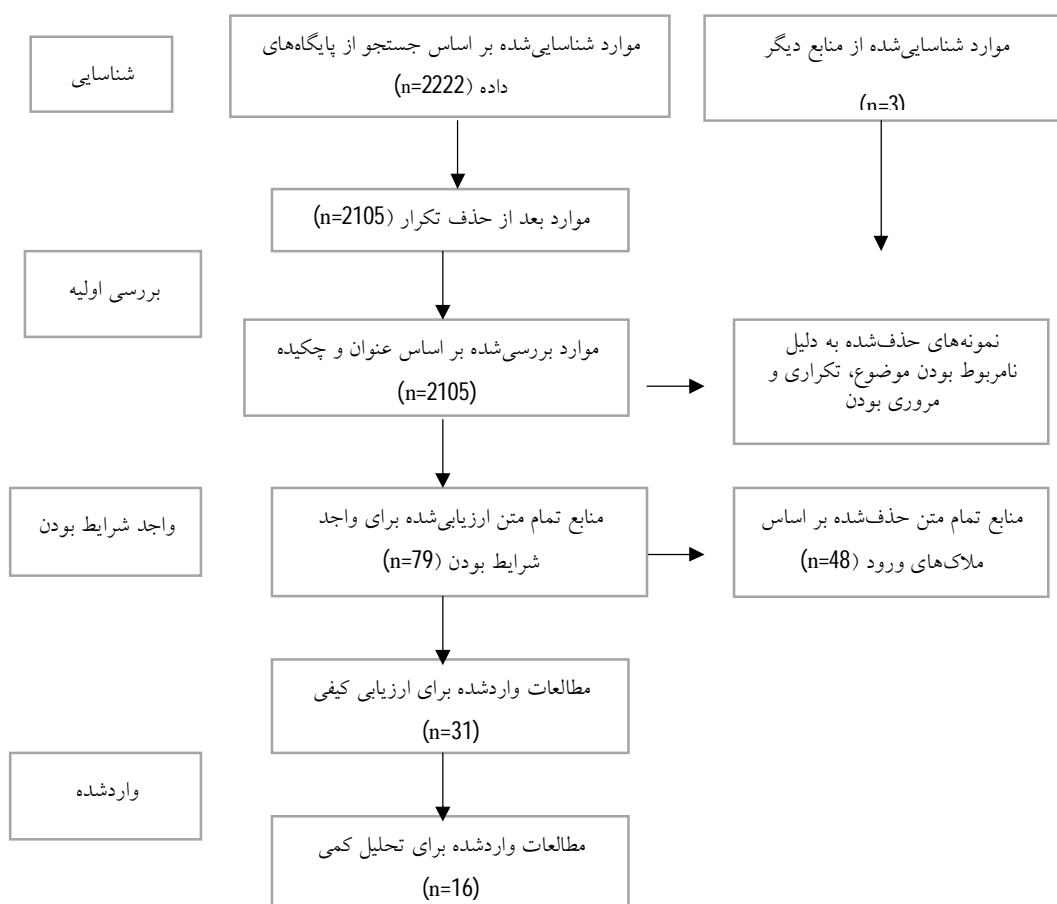 موارد شناسایی‌شده از منابع دیگر
(n=3)
موارد شناسایی‌شده بر اساس جستجو از پایگاه‌های
داده (n=2222)
شناسایی
موارد بعد از حذف تکرار (n=2105)
بررسی اولیه
موارد بررسی‌شده بر اساس عنوان و چکیده
(n=2105)
نمونه‌های حذف‌شده به دلیل
نامربوط بودن موضوع، تکراری و
مروری بودن
واجد شرایط بودن
منابع تمام متن ارزیابی‌شده برای واجد
شرایط بودن (n=79)
منابع تمام متن حذف‌شده بر اساس
ملاک‌های ورود (n=48)
مطالعات واردشده برای ارزیابی کیفی
(n=31)
واردشده
مطالعات واردشده برای تحلیل کمی
(n=16)